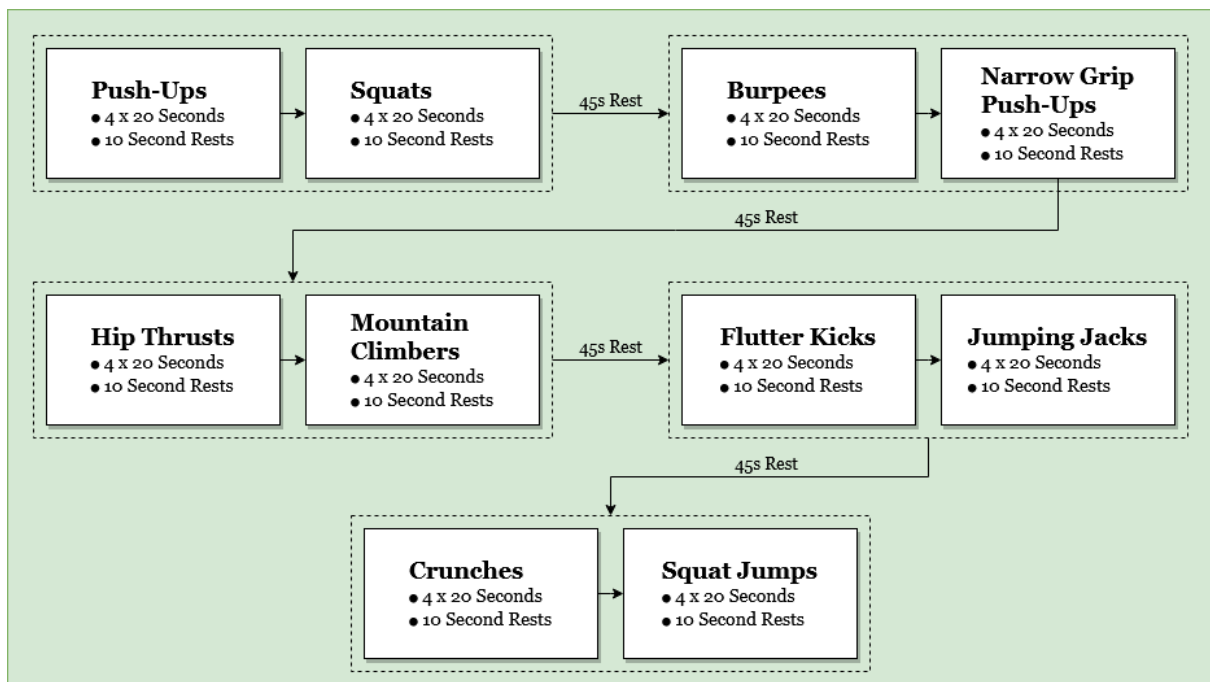 Push-Ups
● 4 x 20 Seconds
● 10 Second Rests
Squats
● 4 x 20 Seconds
● 10 Second Rests
45s Rest
Burpees
● 4 x 20 Seconds
● 10 Second Rests
Narrow Grip
Push-Ups
● 4 x 20 Seconds
● 10 Second Rests
45s Rest
Hip Thrusts
● 4 x 20 Seconds
● 10 Second Rests
Mountain
Climbers
● 4 x 20 Seconds
● 10 Second Rests
45s Rest
Flutter Kicks
● 4 x 20 Seconds
● 10 Second Rests
Jumping Jacks
● 4 x 20 Seconds
● 10 Second Rests
45s Rest
Crunches
● 4 x 20 Seconds
● 10 Second Rests
Squat Jumps
● 4 x 20 Seconds
● 10 Second Rests